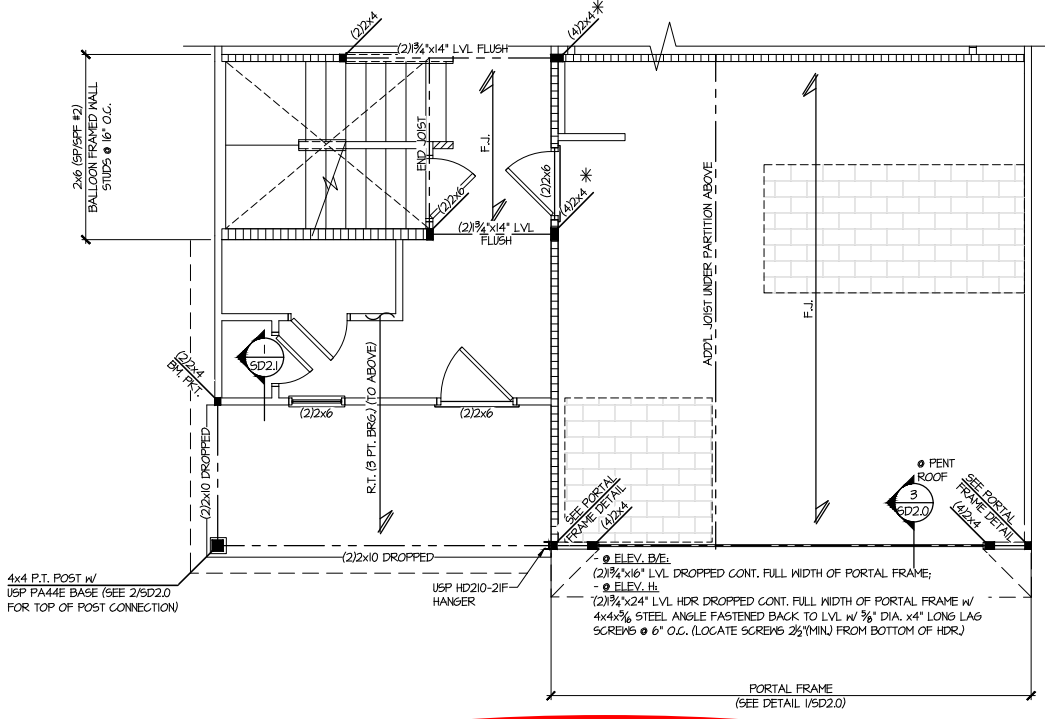 (2)2x4
(4)2x4*
(2)1¾"x14" LVL FLUSH
2x6 (SP/SPF #2)
BALLOON FRAMED WALL
STUDS @ 16" O.C.
END JOIST
F.J.
(2)2x6
(2)2x6
(4)2x4
*
(2)1¾"x14" LVL
FLUSH
ADD'L JOIST UNDER PARTITION ABOVE
F.J.
1
SD2.1
(2)2x4
BM. PKT.
(2)2x6
(2)2x6
R.T. (3 PT. BRG.) (TO ABOVE)
(2)2x10 DROPPED
(2)2x10 DROPPED
SEE PORTAL
FRAME DETAIL
(4)2x4
@ PENT
ROOF
3
SD2.0
SEE PORTAL
FRAME DETAIL
(4)2x4
4x4 P.T. POST W/
USP PA44E BASE (SEE 2/SD2.0
FOR TOP OF POST CONNECTION)
USP HD210-2IF
HANGER
- @ ELEV. B/E:
(2)1¾"x16" LVL DROPPED CONT. FULL WIDTH OF PORTAL FRAME;
- @ ELEV. H:
(2)1¾"x24" LVL HDR DROPPED CONT. FULL WIDTH OF PORTAL FRAME W/
4x4x5/16 STEEL ANGLE FASTENED BACK TO LVL W/ 5/8" DIA. x4" LONG LAG
SCREWS @ 6" O.C. (LOCATE SCREWS 2½"(MIN.) FROM BOTTOM OF HDR.)
PORTAL FRAME
(SEE DETAIL 1/SD2.0)